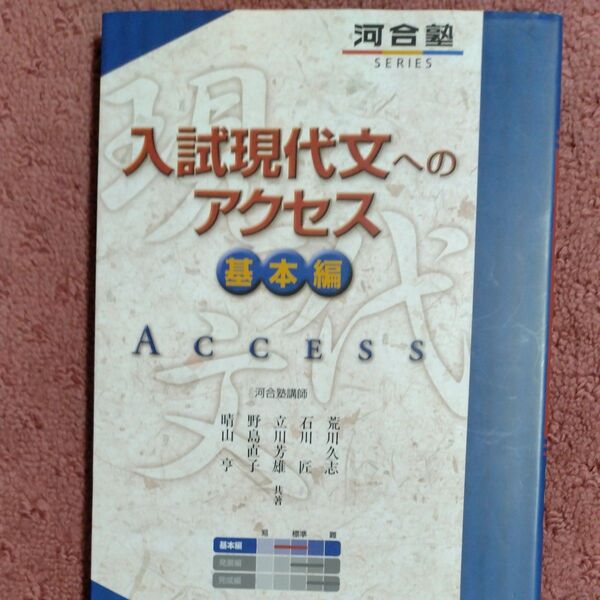 河合塾
SERIES
入試現代文への
アクセス
基本編
ACCESS
河合塾講師
荒川久志
石川 匠
立川芳雄
野島直子
晴山 亨
共著
易 標準 難
基本編
発展編
完成編